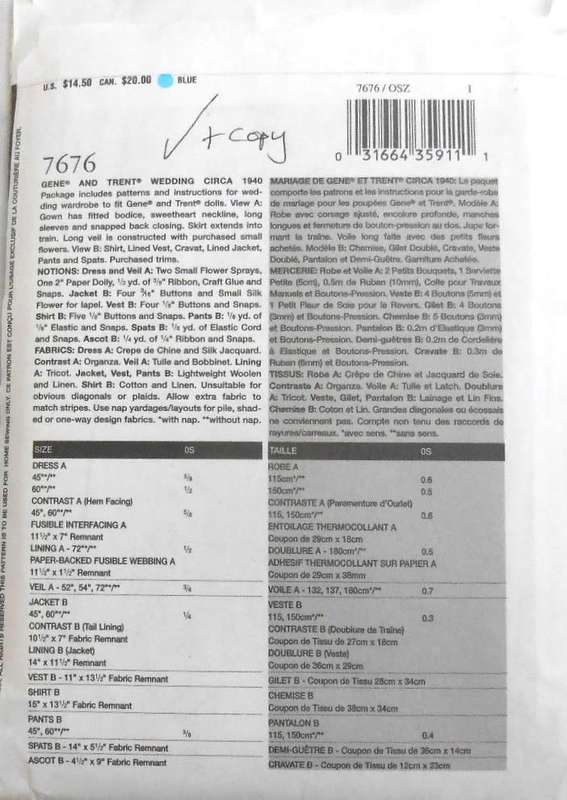 U.S. $14.50 CAN. $20.00 BLUE
7676 / OSZ 1
✓ + copy
0 31664 35911 1
7676
GENE® AND TRENT® WEDDING CIRCA 1940
Package includes patterns and instructions for wed-
ding wardrobe to fit Gene® and Trent® dolls. View A:
Gown has fitted bodice, sweetheart neckline, long
sleeves and snapped back closing. Skirt extends into
train. Long veil is constructed with purchased small
flowers. View B: Shirt, Lined Vest, Cravat, Lined Jacket,
Pants and Spats. Purchased trims.
NOTIONS: Dress and Veil A: Two Small Flower Sprays,
One 2" Paper Doily, ½ yd. of ⅜" Ribbon, Craft Glue and
Snaps. Jacket B: Four 3/16" Buttons and Small Silk
Flower for lapel. Vest B: Four ⅛" Buttons and Snaps.
Shirt B: Five ⅛" Buttons and Snaps. Pants B: ⅛ yd. of
⅛" Elastic and Snaps. Spats B: ⅛ yd. of Elastic Cord
and Snaps. Ascot B: ¼ yd. of ¼" Ribbon and Snaps.
FABRICS: Dress A: Crepe de Chine and Silk Jacquard.
Contrast A: Organza. Veil A: Tulle and Bobbinet. Lining
A: Tricot. Jacket, Vest, Pants B: Lightweight Woolen
and Linen. Shirt B: Cotton and Linen. Unsuitable for
obvious diagonals or plaids. Allow extra fabric to
match stripes. Use nap yardages/layouts for pile, shad-
ed or one-way design fabrics. *with nap. **without nap.
MARIAGE DE GENE® ET TRENT® CIRCA 1940: Le paquet
comporte les patrons et les instructions pour la garde-robe
de mariage pour les poupées Gene® et Trent®. Modèle A:
Robe avec corsage ajusté, encolure profonde, manches
longues et fermeture de bouton-pression au dos. Jupe for-
mant la traîne. Voile long faite avec des petits fleurs
achetés. Modèle B: Chemise, Gilet Doublé, Cravate, Veste
Doublé, Pantalon et Demi-Guêtre. Garniture Achetée.
MERCERIE: Robe et Voile A: 2 Petits Bouquets, 1 Serviette
Petite (5cm), 0.5m de Ruban (10mm), Colle pour Travaux
Manuels et Boutons-Pression. Veste B: 4 Boutons (5mm) et
1 Petit Fleur de Soie pour le Revers. Gilet B: 4 Boutons
(3mm) et Boutons-Pression. Chemise B: 5 Boutons (3mm)
et Boutons-Pression. Pantalon B: 0.2m d'Elastique (3mm)
et Boutons-Pression. Demi-guêtres B: 0.2m de Cordelière
à Elastique et Boutons-Pression. Cravate B: 0.3m de
Ruban (6mm) et Boutons-Pression.
TISSUS: Robe A: Crêpe de Chine et Jacquard de Soie.
Contraste A: Organza. Voile A: Tulle et Latch. Doublure
A: Tricot. Veste, Gilet, Pantalon B: Lainage et Lin Fins.
Chemise B: Coton et Lin. Grandes diagonales ou écossais
ne conviennent pas. Compte non tenu des raccords de
rayures/carreaux. *avec sens. **sans sens.
SIZE OS
DRESS A
45"*/** ⅝
60"*/** ½
CONTRAST A (Hem Facing)
45", 60"*/** ⅝
FUSIBLE INTERFACING A
11½" x 7" Remnant
LINING A - 72"*/** ½
PAPER-BACKED FUSIBLE WEBBING A
11½" x 1½" Remnant
VEIL A - 52", 54", 72"*/** ¾
JACKET B
45", 60"*/** ¼
CONTRAST B (Tail Lining)
10½" x 7" Fabric Remnant
LINING B (Jacket)
14" x 11½" Remnant
VEST B - 11" x 13½" Fabric Remnant
SHIRT B
15" x 13½" Fabric Remnant
PANTS B
45", 60"*/** ⅜
SPATS B - 14" x 5½" Fabric Remnant
ASCOT B - 4½" x 9" Fabric Remnant
TAILLE OS
ROBE A
115cm*/** 0.6
150cm*/** 0.5
CONTRASTE A (Parementure d'Ourlet)
115, 150cm*/** 0.6
ENTOILAGE THERMOCOLLANT A
Coupon de 29cm x 18cm
DOUBLURE A - 180cm*/** 0.5
ADHESIF THERMOCOLLANT SUR PAPIER A
Coupon de 29cm x 38mm
VOILE A - 132, 137, 180cm*/** 0.7
VESTE B
115, 150cm*/** 0.3
CONTRASTE B (Doublure de Traîne)
Coupon de Tissu de 27cm x 18cm
DOUBLURE B (Veste)
Coupon de 36cm x 29cm
GILET B - Coupon de Tissu 28cm x 34cm
CHEMISE B
Coupon de Tissu de 38cm x 34cm
PANTALON B
115, 150cm*/** 0.4
DEMI-GUÊTRE B - Coupon de Tissu de 36cm x 14cm
CRAVATE B - Coupon de Tissu de 12cm x 23cm